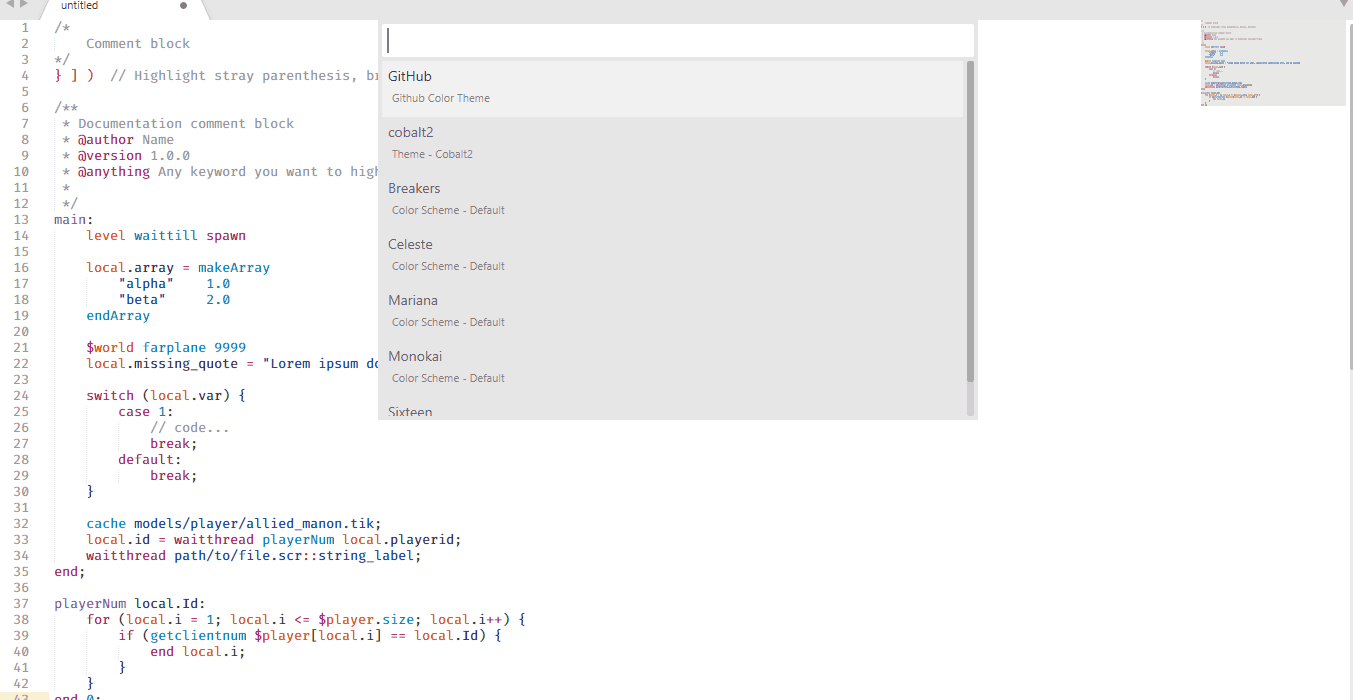 untitled
1 /*
2 Comment block
3 */
4 } ] ) // Highlight stray parenthesis, br
5
6 /**
7 * Documentation comment block
8 * @author Name
9 * @version 1.0.0
10 * @anything Any keyword you want to high
11 *
12 */
13 main:
14 level waittill spawn
15
16 local.array = makeArray
17 "alpha" 1.0
18 "beta" 2.0
19 endArray
20
21 $world farplane 9999
22 local.missing_quote = "Lorem ipsum do
23
24 switch (local.var) {
25 case 1:
26 // code...
27 break;
28 default:
29 break;
30 }
31
32 cache models/player/allied_manon.tik;
33 local.id = waitthread playerNum local.playerid;
34 waitthread path/to/file.scr::string_label;
35 end;
36
37 playerNum local.Id:
38 for (local.i = 1; local.i <= $player.size; local.i++) {
39 if (getclientnum $player[local.i] == local.Id) {
40 end local.i;
41 }
42 }
43 end 0;
GitHub
Github Color Theme
cobalt2
Theme - Cobalt2
Breakers
Color Scheme - Default
Celeste
Color Scheme - Default
Mariana
Color Scheme - Default
Monokai
Color Scheme - Default
Sixteen